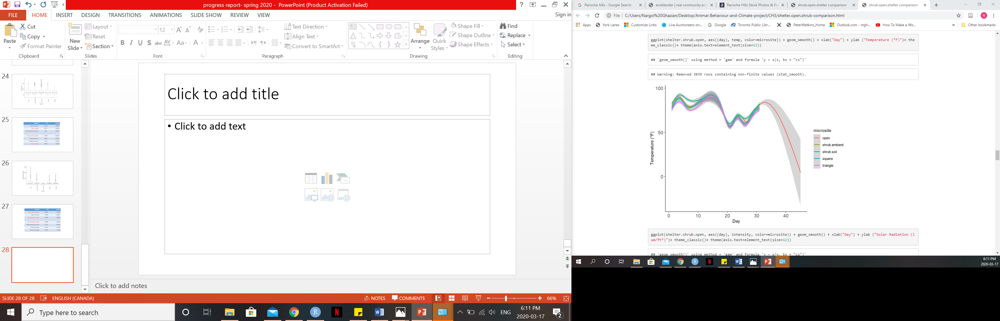 progress report- spring 2020 - PowerPoint (Product Activation Failed)
FILE HOME INSERT DESIGN TRANSITIONS ANIMATIONS SLIDE SHOW REVIEW VIEW Sign in
Paste
Cut
Copy
Format Painter
Clipboard
New Slide
Layout
Reset
Section
Slides
12
Font
Text Direction
Align Text
Convert to SmartArt
Paragraph
Arrange
Quick Styles
Shape Fill
Shape Outline
Shape Effects
Drawing
Find
Replace
Select
Editing
24
25
26
27
28
Click to add title
• Click to add text
Click to add notes
SLIDE 28 OF 28 ENGLISH (CANADA) NOTES COMMENTS 66%
Type here to search
ENG
6:11 PM
2020-03-17
2
Panoche hills - Google Search
ecoblender | real community eco
Panoche Hills Stock Photos & Pa
shrub.open.shelter comparison
shrub.open.shelter comparison
File | C:/Users/Nargol%20Ghazian/Desktop/Animal-Behaviour-and-Climate-project/CH3/shelter.open.shrub-comparison.html
N
Apps York Lanes Customize Links Live Auctioneers on... Google Toronto Public Libr... PeterWatkins_Home Outlook.com - mgh... How To Make a Wo... » Other bookmarks
ggplot(shelter.shrub.open, aes((day), temp, color=microsite)) + geom_smooth() + xlab("Day") + ylab ("Temperature (°F)")+ the
me_classic()+ theme(axis.text=element_text(size=12))
## `geom_smooth()` using method = 'gam' and formula 'y ~ s(x, bs = "cs")'
## Warning: Removed 3839 rows containing non-finite values (stat_smooth).
100
50
0
Temperature (°F)
0 10 20 30 40
Day
microsite
open
shrub.ambient
shrub.soil
square
triangle
ggplot(shelter.shrub.open, aes((day), intensity, color=microsite)) + geom_smooth() + xlab("Day") + ylab ("Solar Radiation (l
um/ft²)")+ theme_classic()+ theme(axis.text=element_text(size=12))
## `geom_smooth()` using method = 'gam' and formula 'y ~ s(x, bs = "cs")'
6:11 PM
2020-03-17